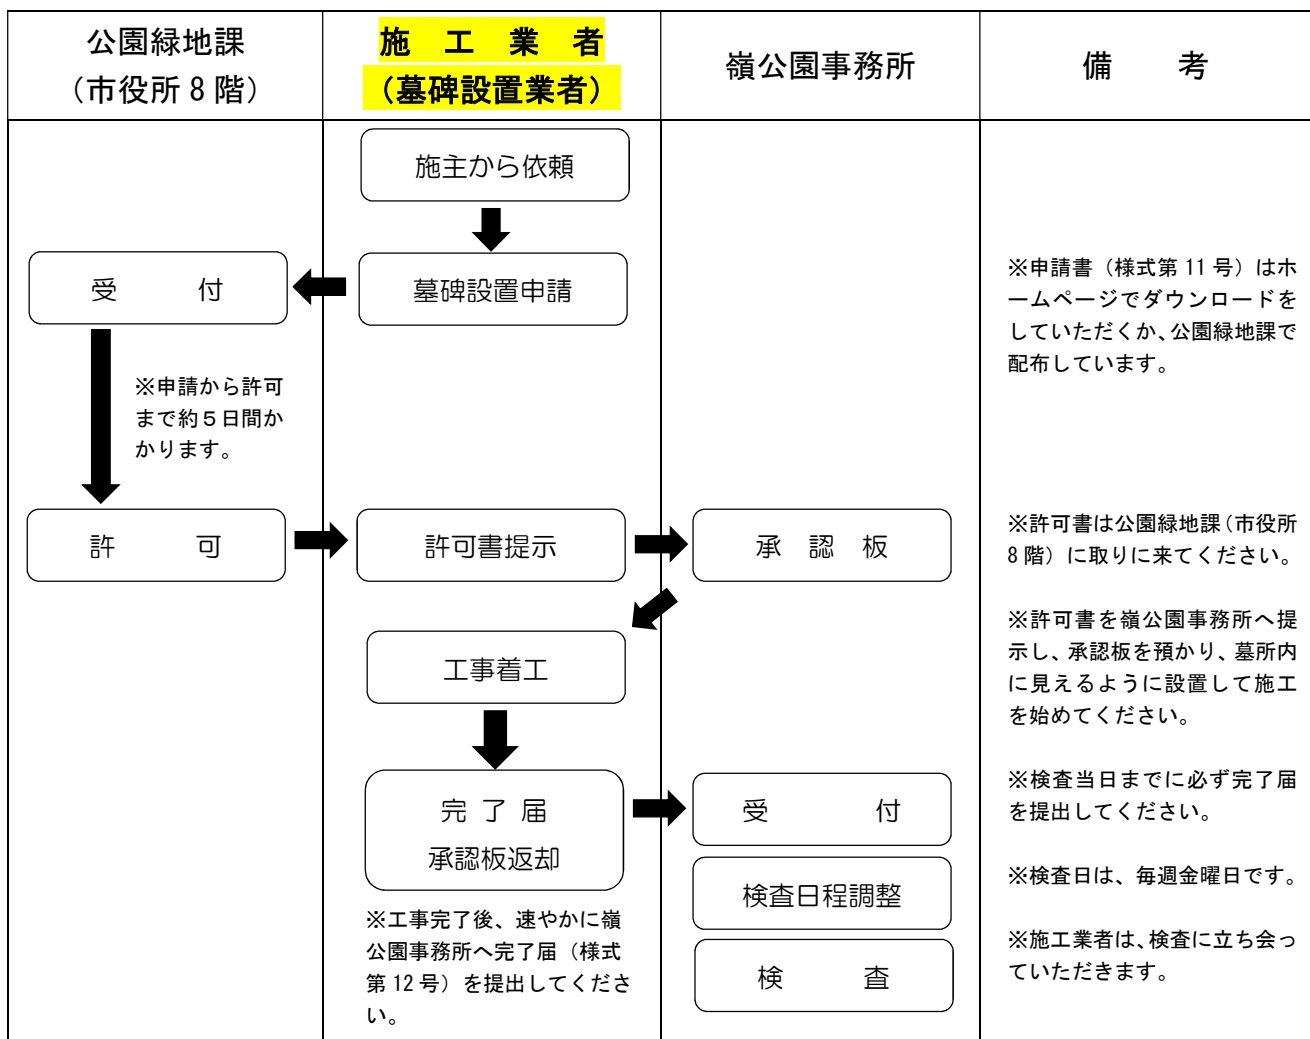 公園緑地課
（市役所８階）
施　工　業　者
（墓碑設置業者）
嶺公園事務所
備　　考
施主から依頼
墓碑設置申請
受　　　付
※申請書（様式第 11 号）はホ
ームページでダウンロードを
していただくか、公園緑地課で
配布しています。
※申請から許可
まで約５日間か
かります。
許　　　可
許可書提示
承　認　板
※許可書は公園緑地課（市役所
８階）に取りに来てください。
※許可書を嶺公園事務所へ提
示し、承認板を預かり、墓所内
に見えるように設置して施工
を始めてください。
工事着工
完 了 届
承認板返却
受　　　　付
※検査当日までに必ず完了届
を提出してください。
検査日程調整
※検査日は、毎週金曜日です。
※工事完了後、速やかに嶺
公園事務所へ完了届（様式
第 12 号）を提出してくださ
い。
検　　　査
※施工業者は、検査に立ち会っ
ていただきます。